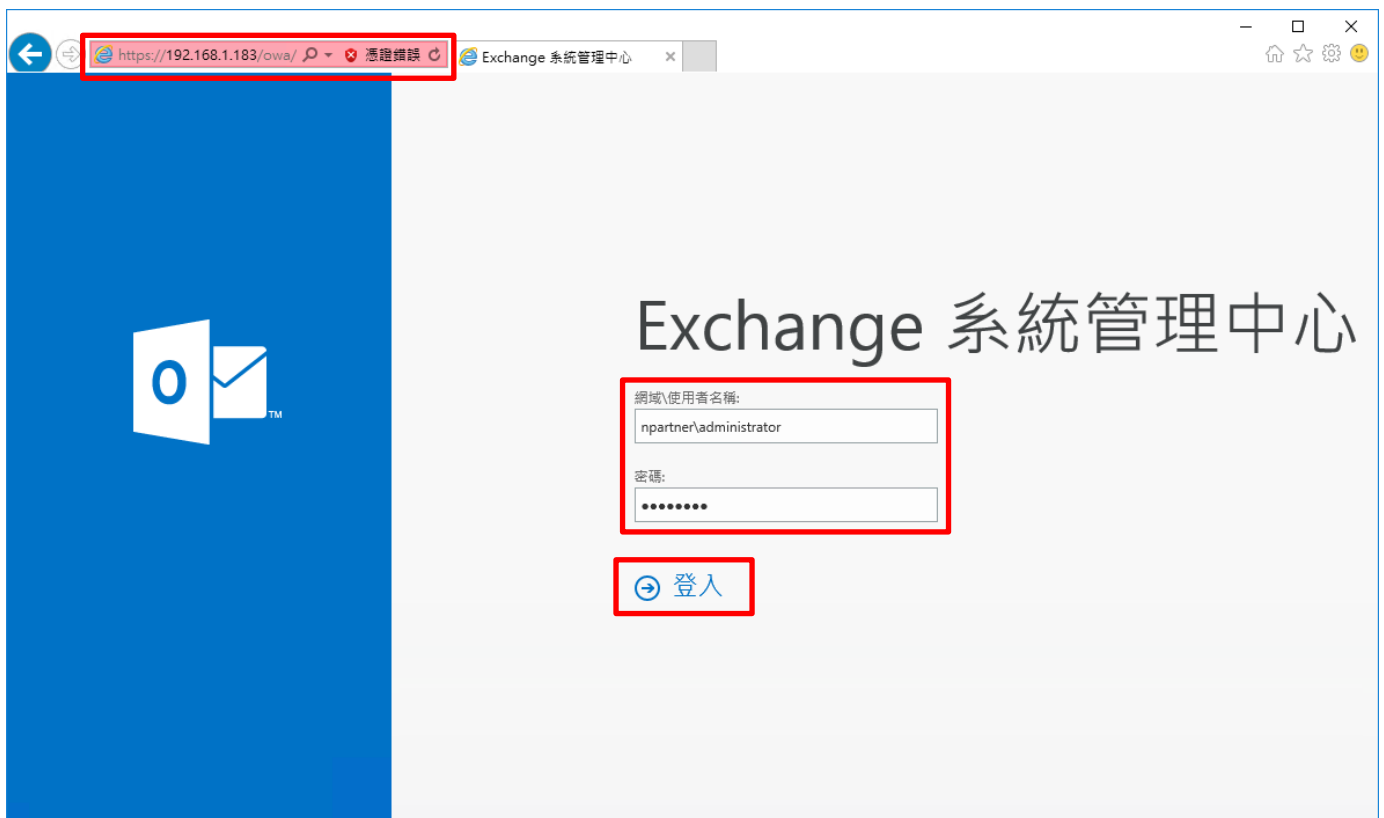 https://192.168.1.183/owa/ 憑證錯誤 Exchange 系統管理中心
Exchange 系統管理中心
網域\使用者名稱:
npartner\administrator
密碼:
••••••••
登入
O
TM